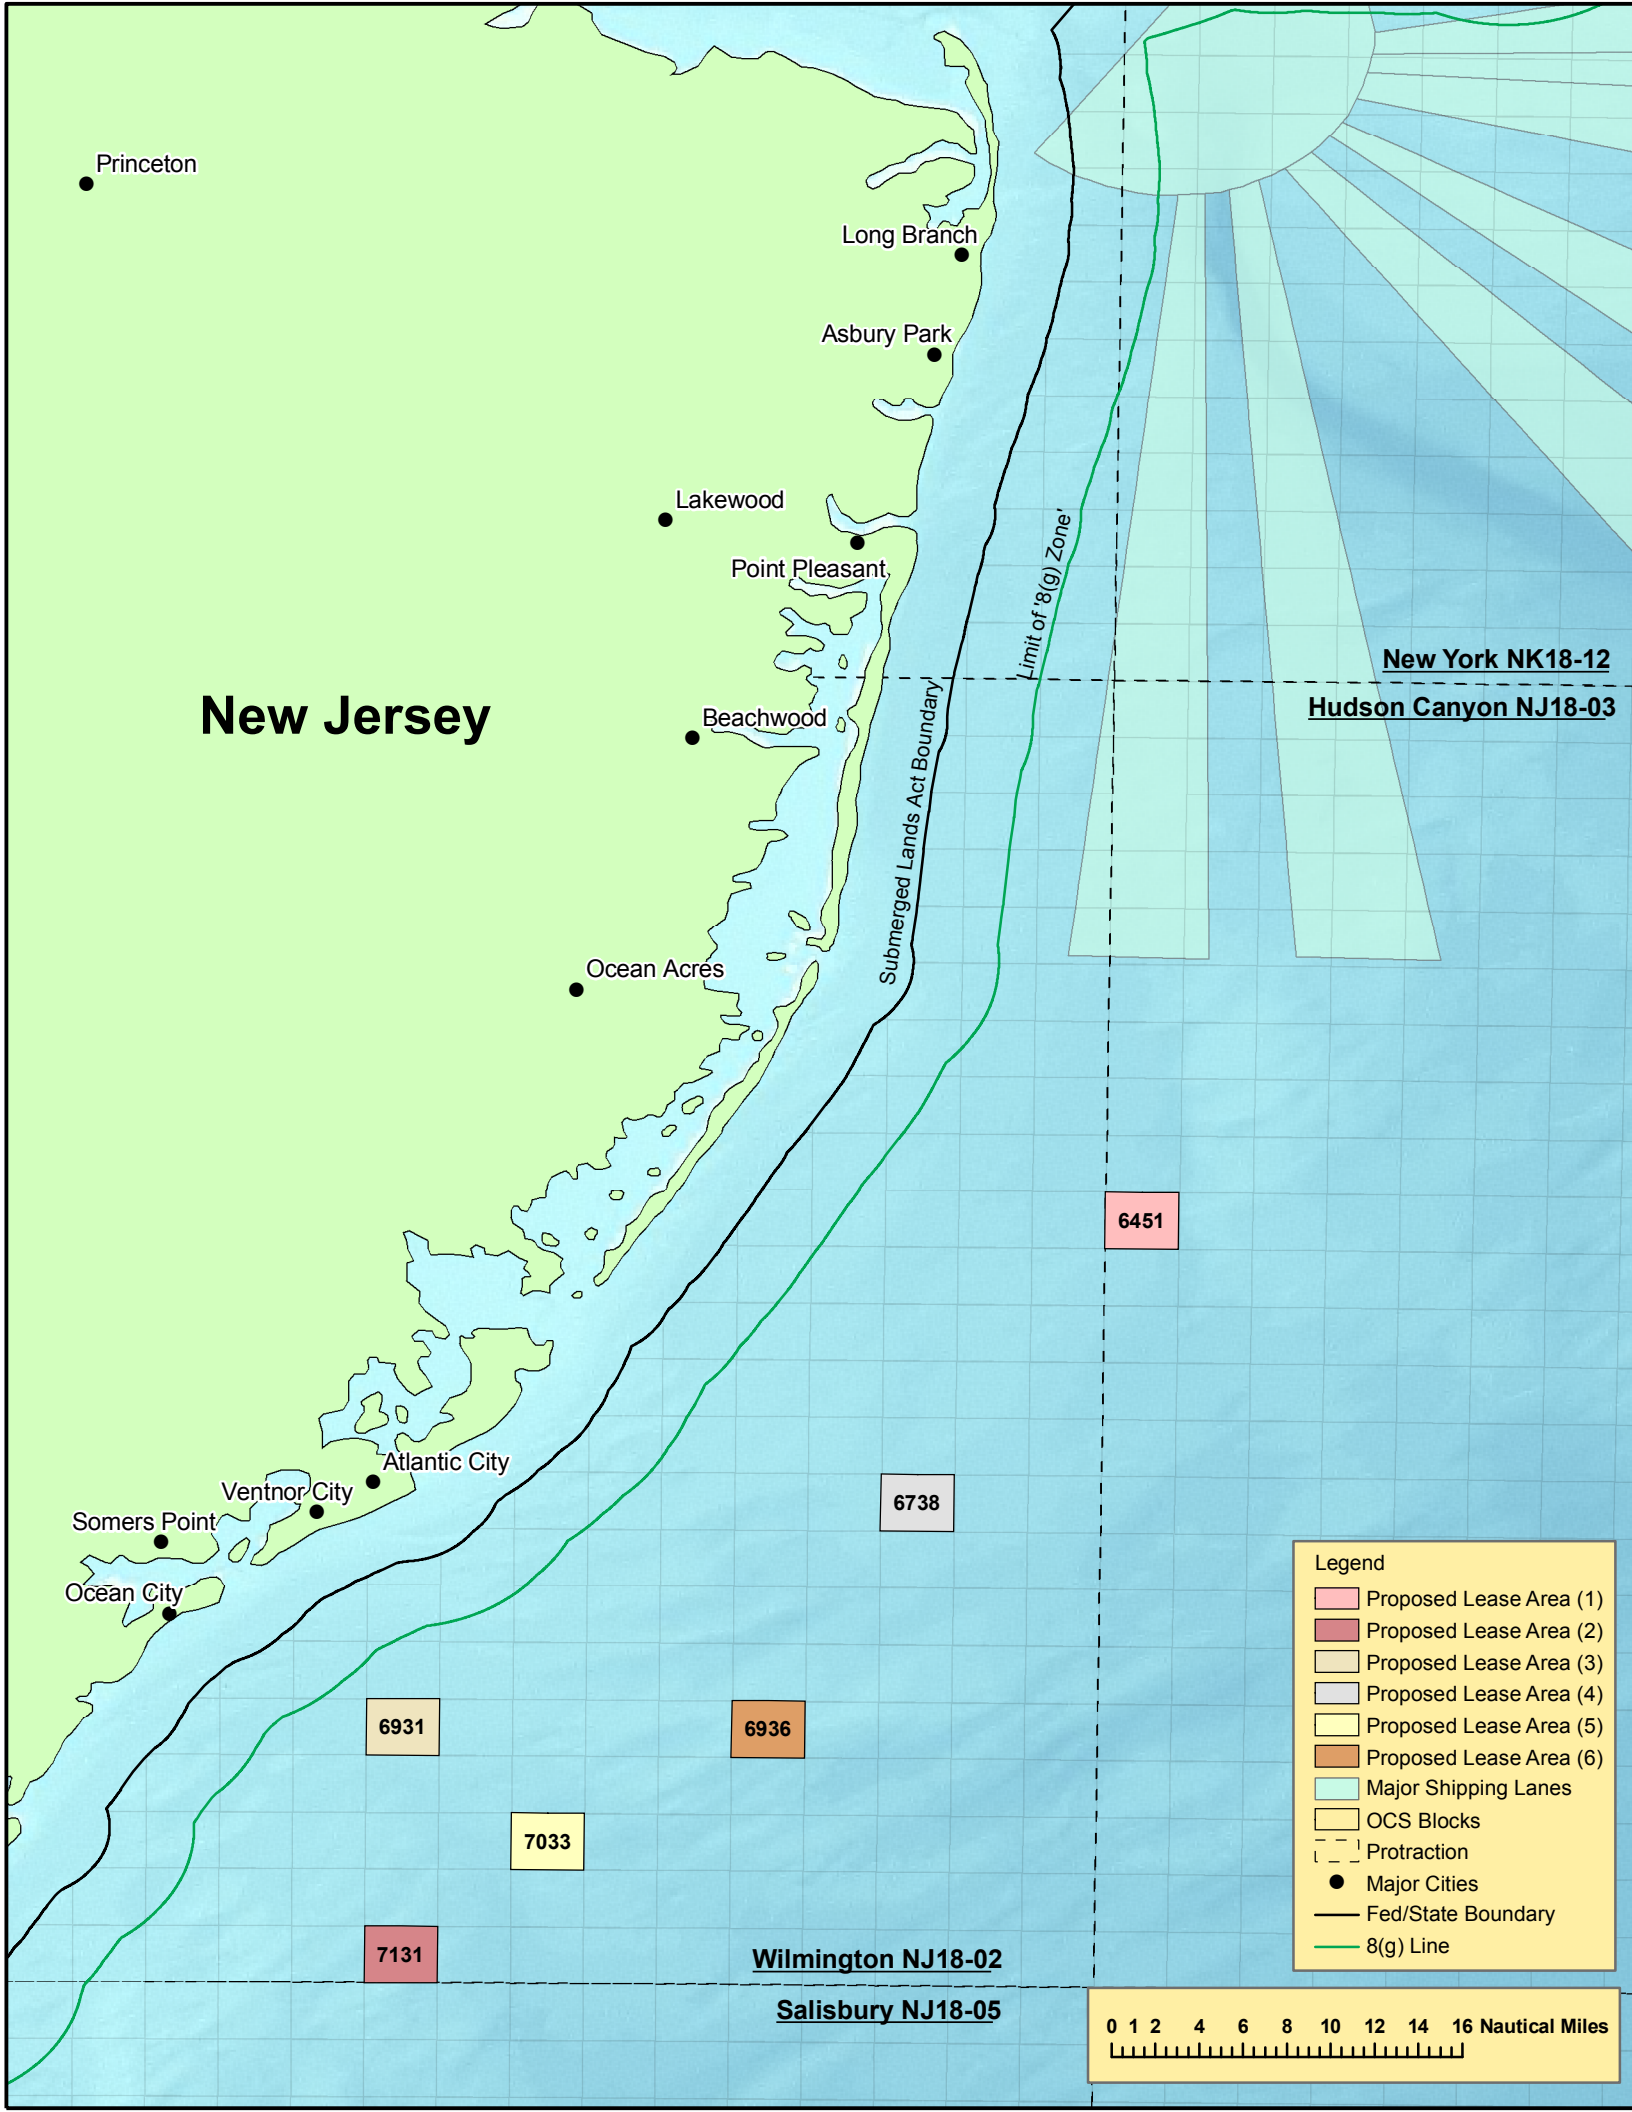 Princeton
Long Branch
Asbury Park
Lakewood
Point Pleasant
Limit of '8(g) Zone'
New York NK18-12
Hudson Canyon NJ18-03
New Jersey
Beachwood
Submerged Lands Act Boundary
Ocean Acres
6451
Atlantic City
Ventnor City
Somers Point
Ocean City
6738
6931
6936
7033
7131
Wilmington NJ18-02
Salisbury NJ18-05
Legend
Proposed Lease Area (1)
Proposed Lease Area (2)
Proposed Lease Area (3)
Proposed Lease Area (4)
Proposed Lease Area (5)
Proposed Lease Area (6)
Major Shipping Lanes
OCS Blocks
Protraction
Major Cities
Fed/State Boundary
8(g) Line
0 1 2 4 6 8 10 12 14 16 Nautical Miles